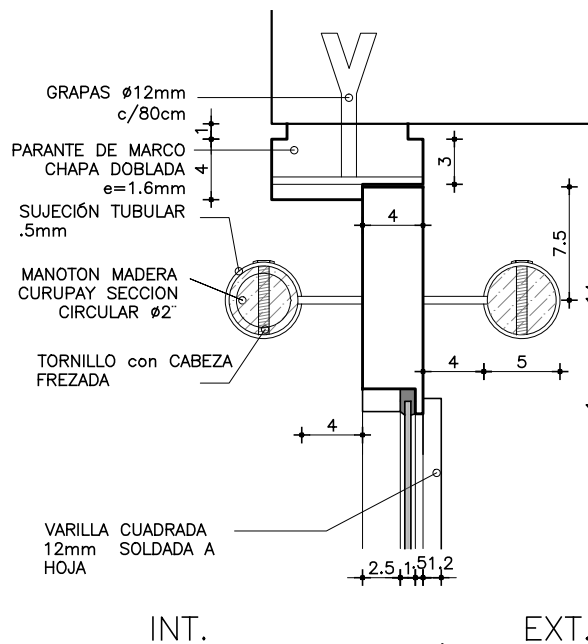 GRAPAS ø12mm
c/80cm
1
PARANTE DE MARCO
CHAPA DOBLADA
e=1.6mm
4
3
SUJECIÓN TUBULAR
.5mm
4
7.5
MANOTON MADERA
CURUPAY SECCION
CIRCULAR ø2¨
TORNILLO con CABEZA
FREZADA
4
5
4
VARILLA CUADRADA
12mm SOLDADA A
HOJA
2.5
1
.5
1.2
INT.
EXT.